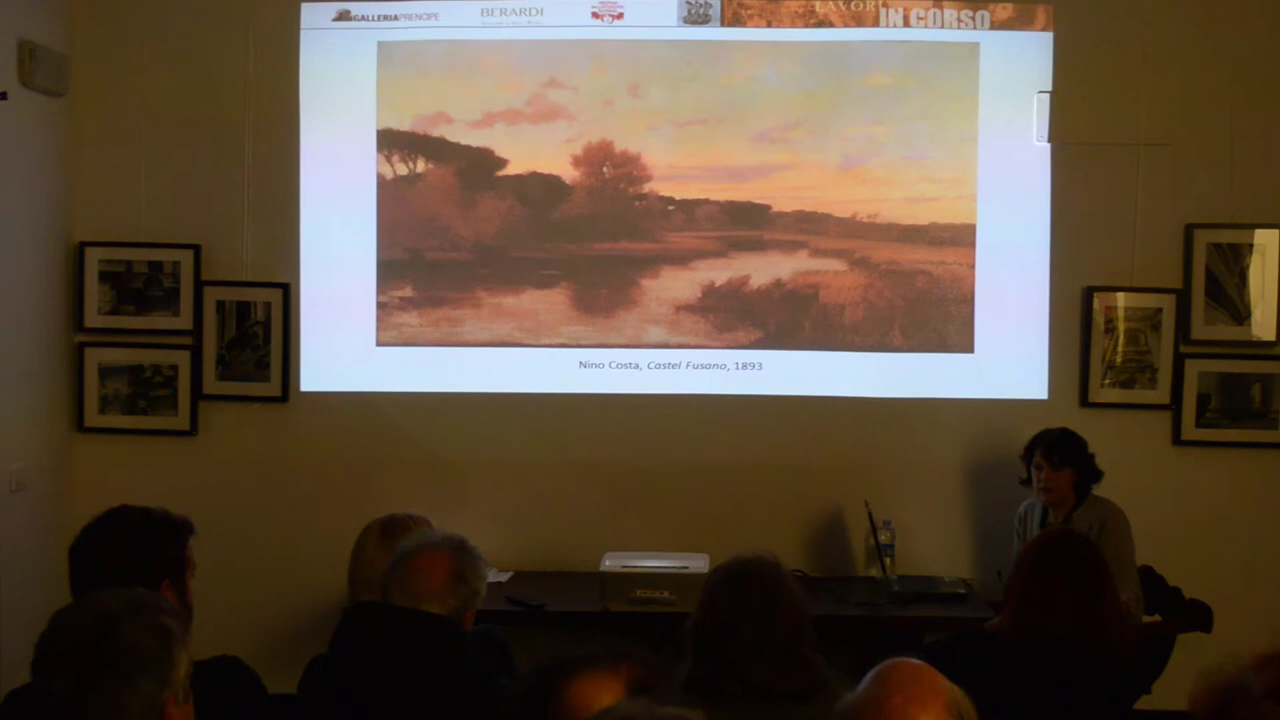 GALLERIAPRENCIPE
BERARDI
LAVORI
IN CORSO
Nino Costa, Castel Fusano, 1893